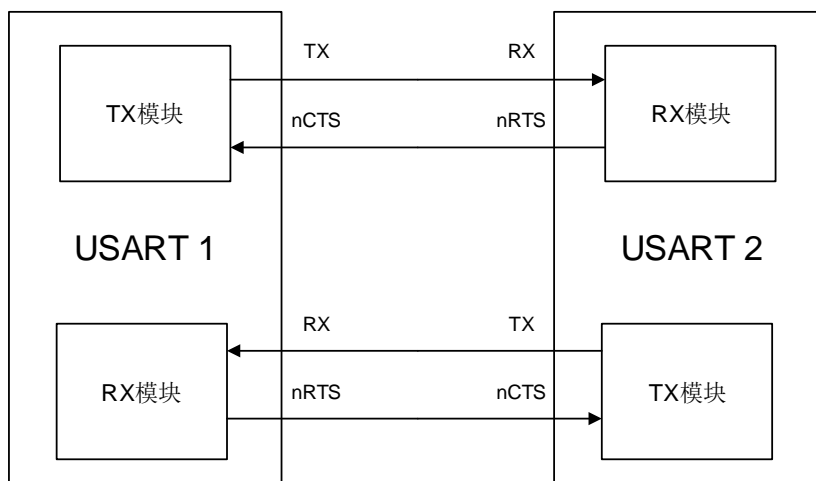 TX RX
TX模块 RX模块
nCTS nRTS
USART 1 USART 2
RX TX
RX模块 TX模块
nRTS nCTS